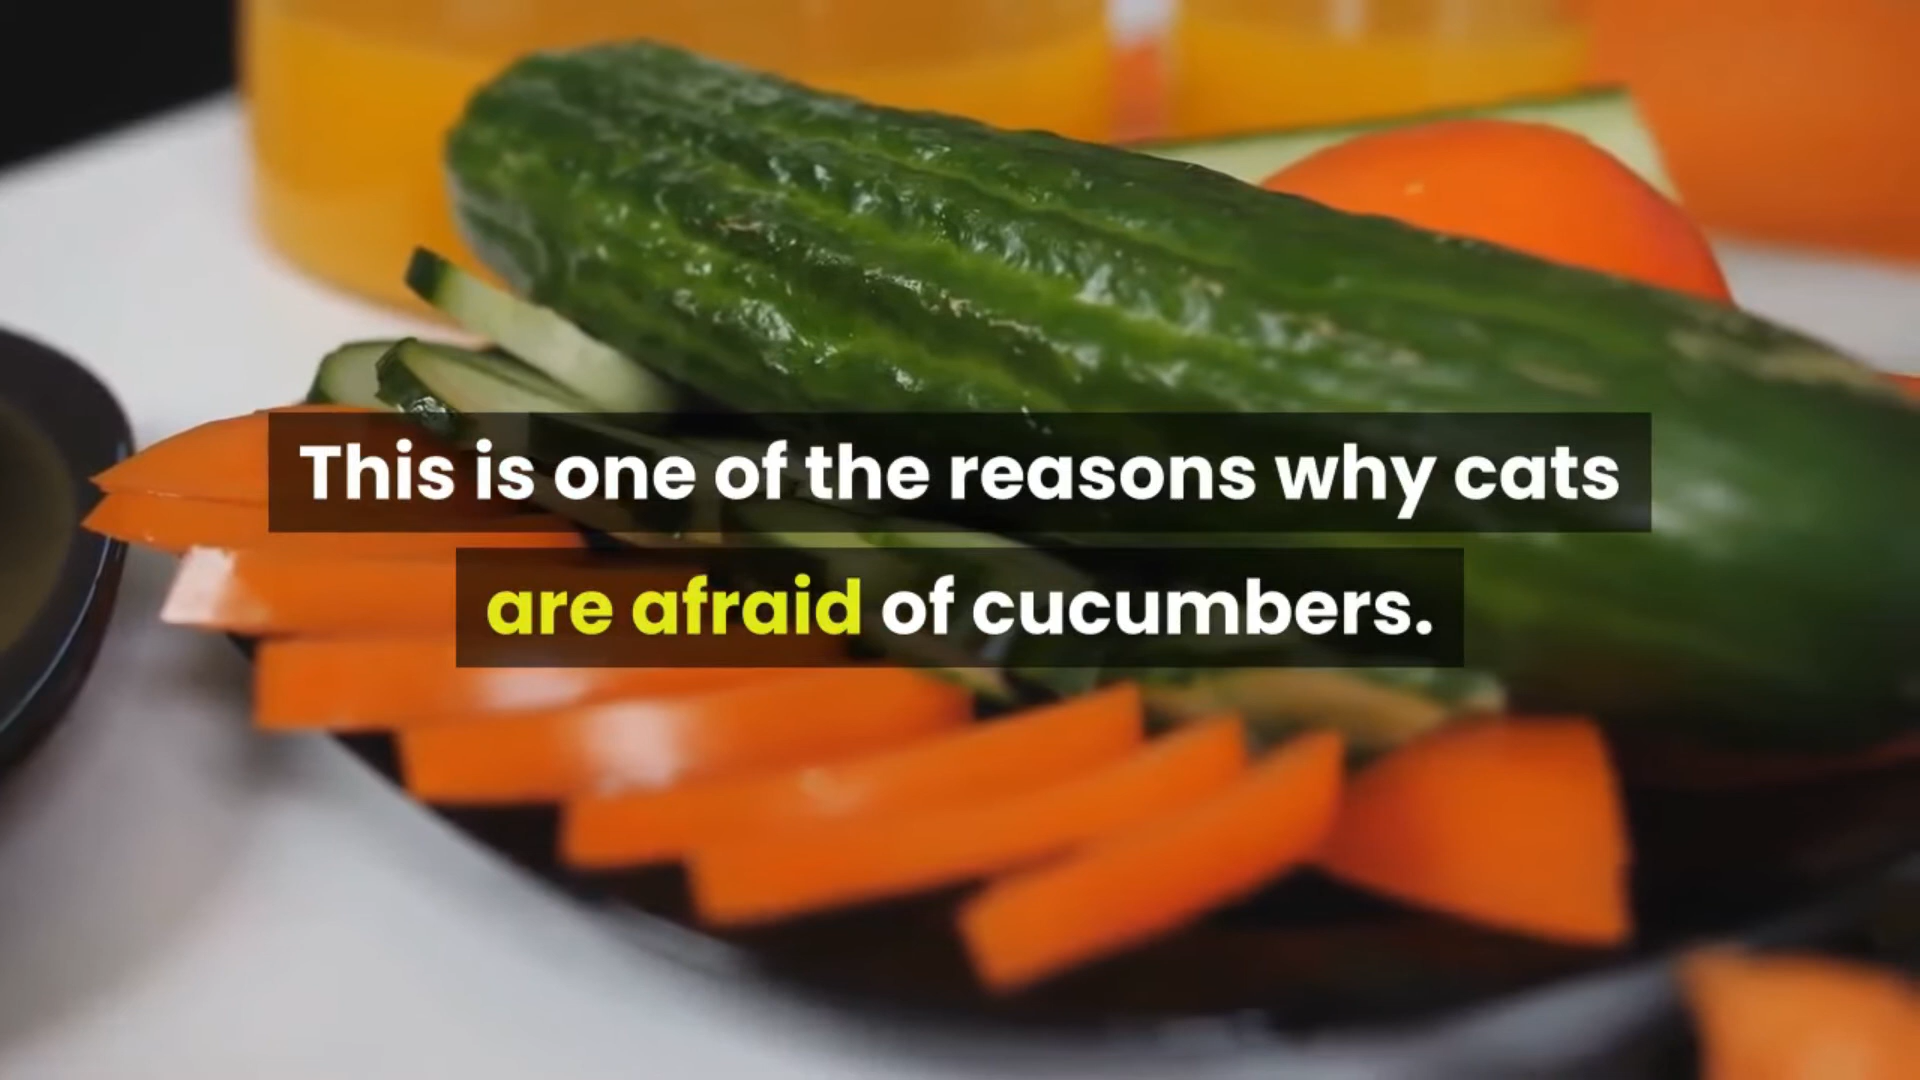 This is one of the reasons why cats
are afraid of cucumbers.